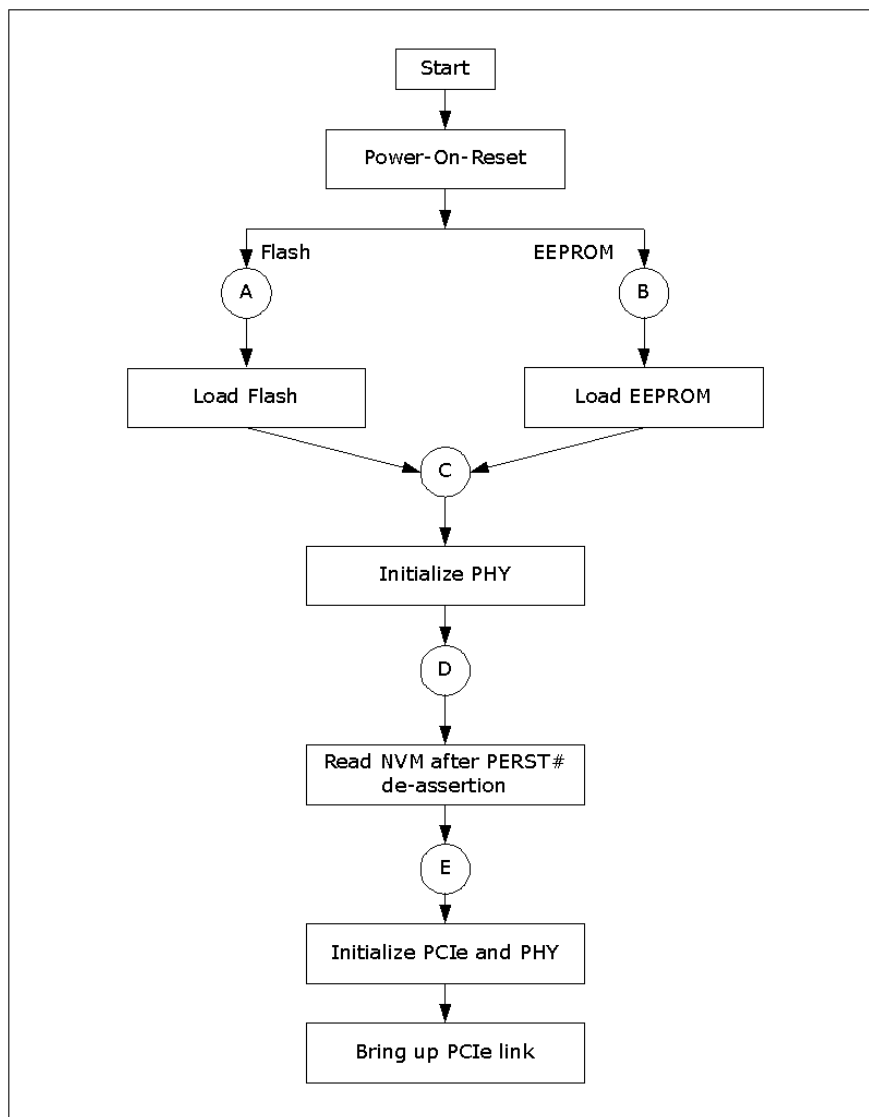 Start
Power-On-Reset
Flash
EEPROM
A
B
Load Flash
Load EEPROM
C
Initialize PHY
D
Read NVM after PERST#
de-assertion
E
Initialize PCIe and PHY
Bring up PCIe link